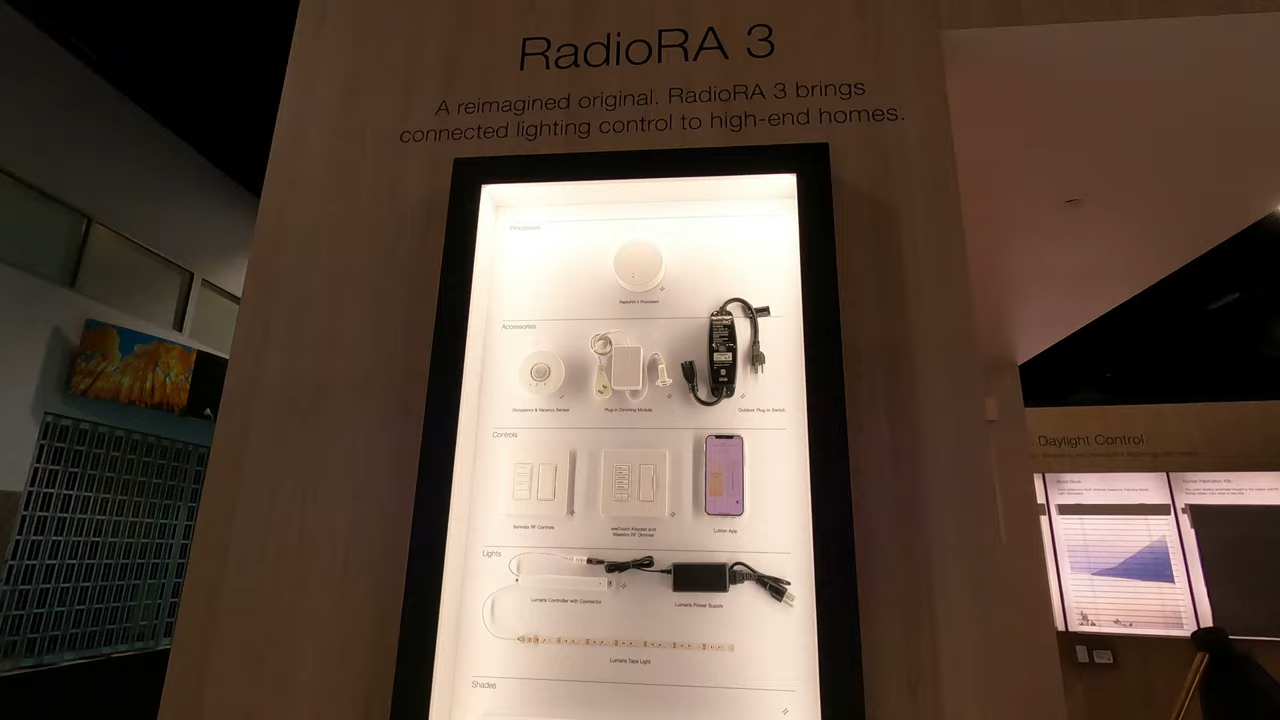 RadioRA 3
A reimagined original. RadioRA 3 brings
connected lighting control to high-end homes.
Processors
RadioRA 3 Processor
Accessories
Occupancy & Vacancy Sensor
Plug-in Dimming Module
Outdoor Plug-in Switch
Controls
Sunnata RF Controls
seeTouch Keypad and
Maestro RF Dimmer
Lutron App
Lights
Lumaris Controller with Connector
Lumaris Power Supply
Lumaris Tape Light
Shades
Daylight Control